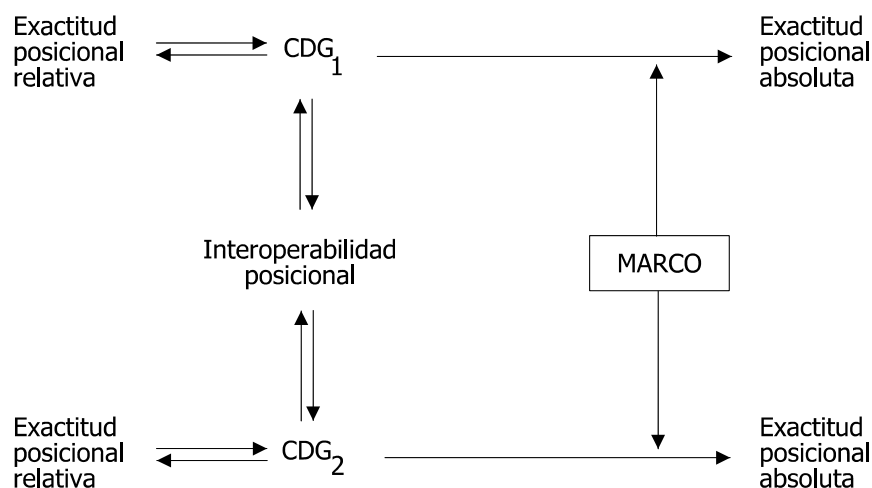 Exactitud
posicional
relativa
CDG1
Exactitud
posicional
absoluta
Interoperabilidad
posicional
MARCO
Exactitud
posicional
relativa
CDG2
Exactitud
posicional
absoluta